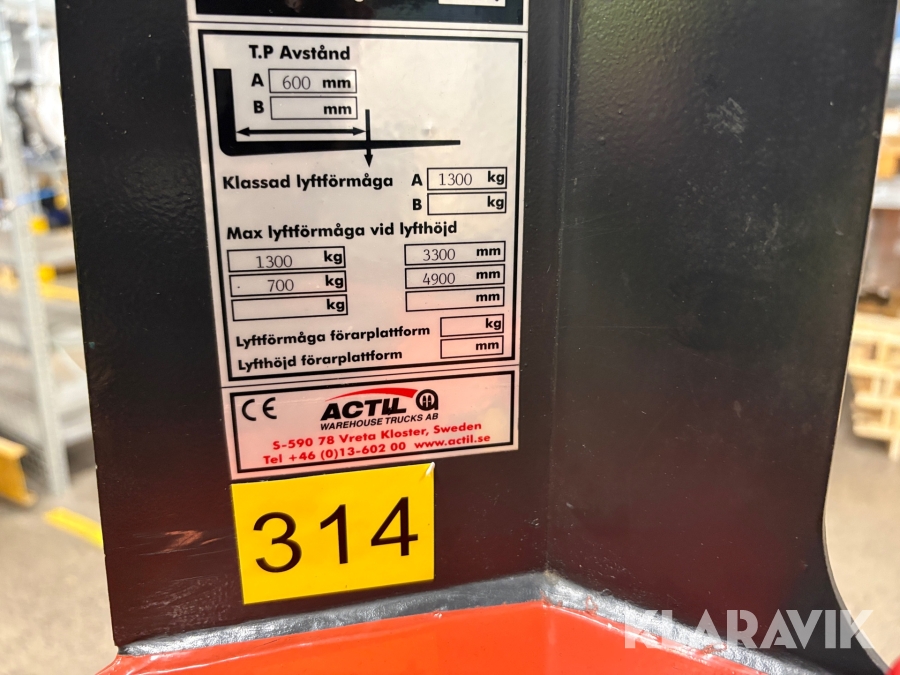 T.P Avstånd
A 600 mm
B mm
Klassad lyftförmåga A 1300 kg
B kg
Max lyftförmåga vid lyfthöjd
1300 kg 3300 mm
700 kg 4900 mm
kg mm
Lyftförmåga förarplattform kg
Lyfthöjd förarplattform mm
CE ACTIL
WAREHOUSE TRUCKS AB
S-590 78 Vreta Kloster, Sweden
Tel +46 (0)13-602 00 www.actil.se
314
KLARAVIK